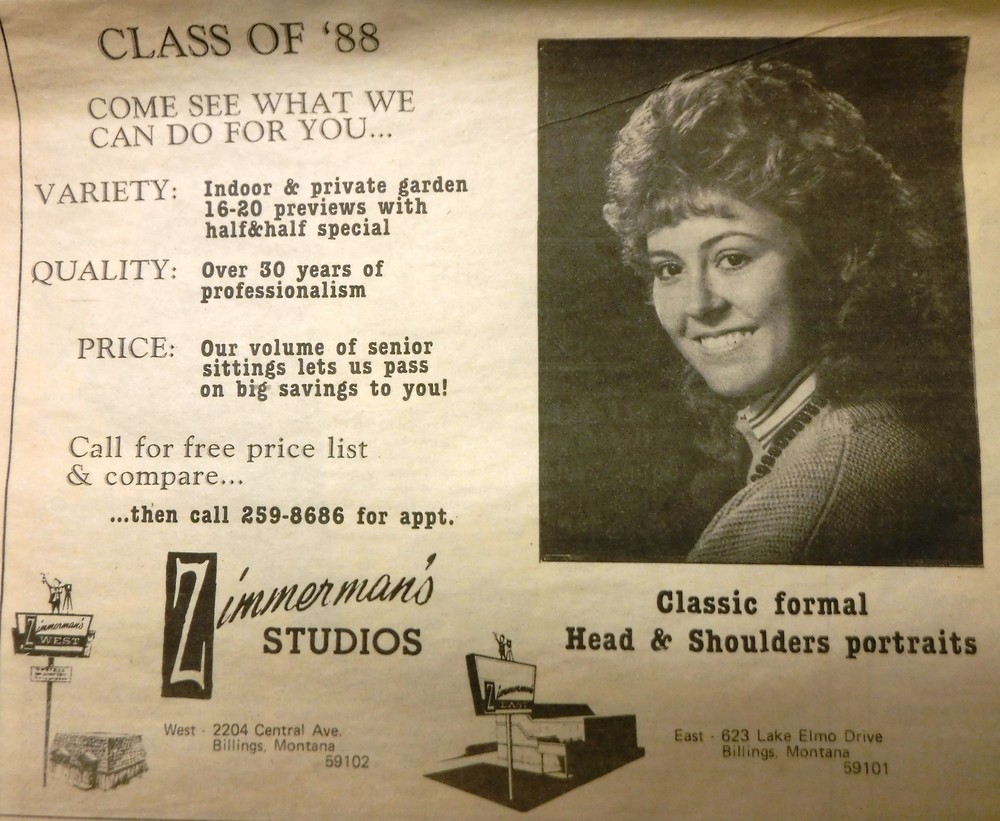 CLASS OF '88
COME SEE WHAT WE
CAN DO FOR YOU...
VARIETY: Indoor & private garden
16-20 previews with
half&half special
QUALITY: Over 30 years of
professionalism
PRICE: Our volume of senior
sittings lets us pass
on big savings to you!
Call for free price list
& compare...
...then call 259-8686 for appt.
Zimmerman's
STUDIOS
Classic formal
Head & Shoulders portraits
Zimmerman's
WEST
West - 2204 Central Ave.
Billings, Montana
59102
Zimmerman's
EAST
East - 623 Lake Elmo Drive
Billings, Montana
59101